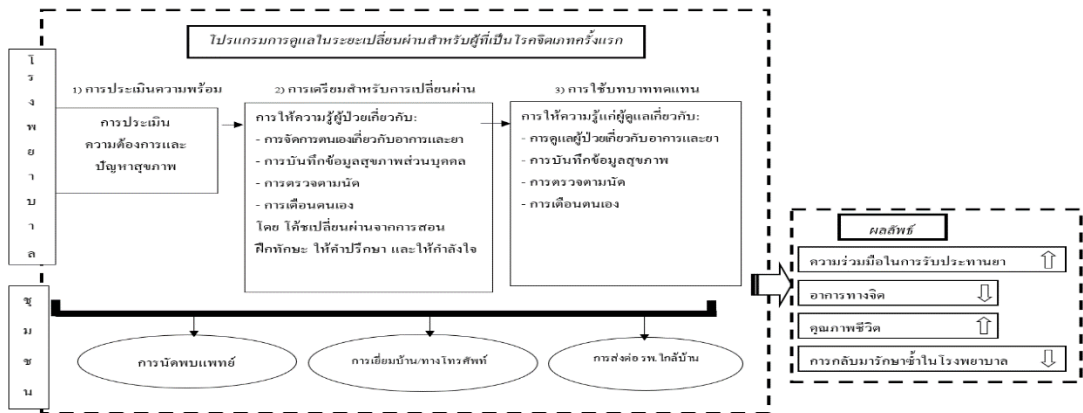 โปรแกรมการดูแลในระยะเปลี่ยนผ่านสำหรับผู้ที่เป็นโรคจิตเภทครั้งแรก
โรงพยาบาล
1) การประเมินความพร้อม
การประเมิน
ความต้องการและ
ปัญหาสุขภาพ
2) การเตรียมสำหรับการเปลี่ยนผ่าน
การให้ความรู้ผู้ป่วยเกี่ยวกับ:
- การจัดการตนเองเกี่ยวกับอาการและยา
- การบันทึกข้อมูลสุขภาพส่วนบุคคล
- การตรวจตามนัด
- การเตือนตนเอง
โดย โค้ชเปลี่ยนผ่านจากการสอน
ฝึกทักษะ ให้คำปรึกษา และให้กำลังใจ
3) การใช้บทบาททดแทน
การให้ความรู้แก่ผู้ดูแลเกี่ยวกับ:
- การดูแลผู้ป่วยเกี่ยวกับอาการและยา
- การบันทึกข้อมูลสุขภาพ
- การตรวจตามนัด
- การเตือนตนเอง
ชุมชน
การนัดพบแพทย์
การเยี่ยมบ้าน/ทางโทรศัพท์
การส่งต่อ รพ.ใกล้บ้าน
ผลลัพธ์
ความร่วมมือในการรับประทานยา
อาการทางจิต
คุณภาพชีวิต
การกลับมารักษาซ้ำในโรงพยาบาล